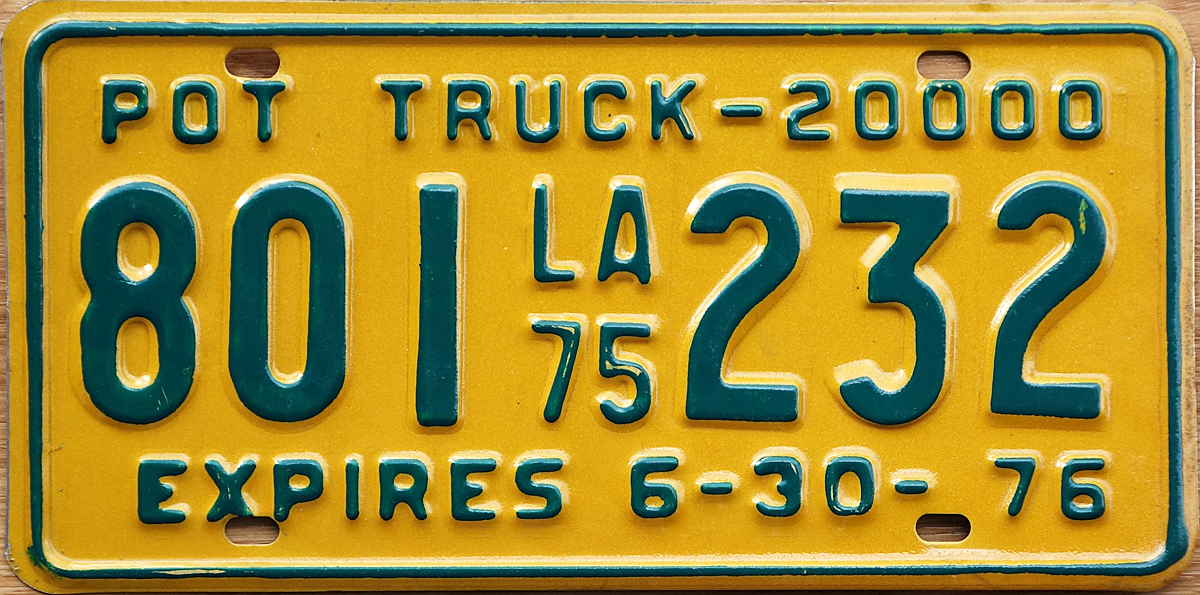 POT TRUCK-20000
801 LA 75 232
EXPIRES 6-30-76